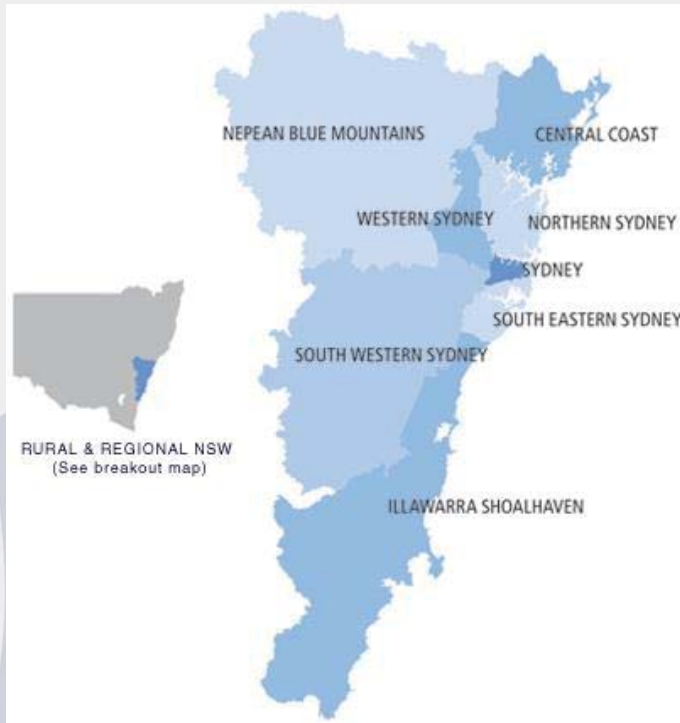 NEPEAN BLUE MOUNTAINS
CENTRAL COAST
WESTERN SYDNEY
NORTHERN SYDNEY
SYDNEY
SOUTH EASTERN SYDNEY
SOUTH WESTERN SYDNEY
RURAL & REGIONAL NSW
(See breakout map)
ILLAWARRA SHOALHAVEN